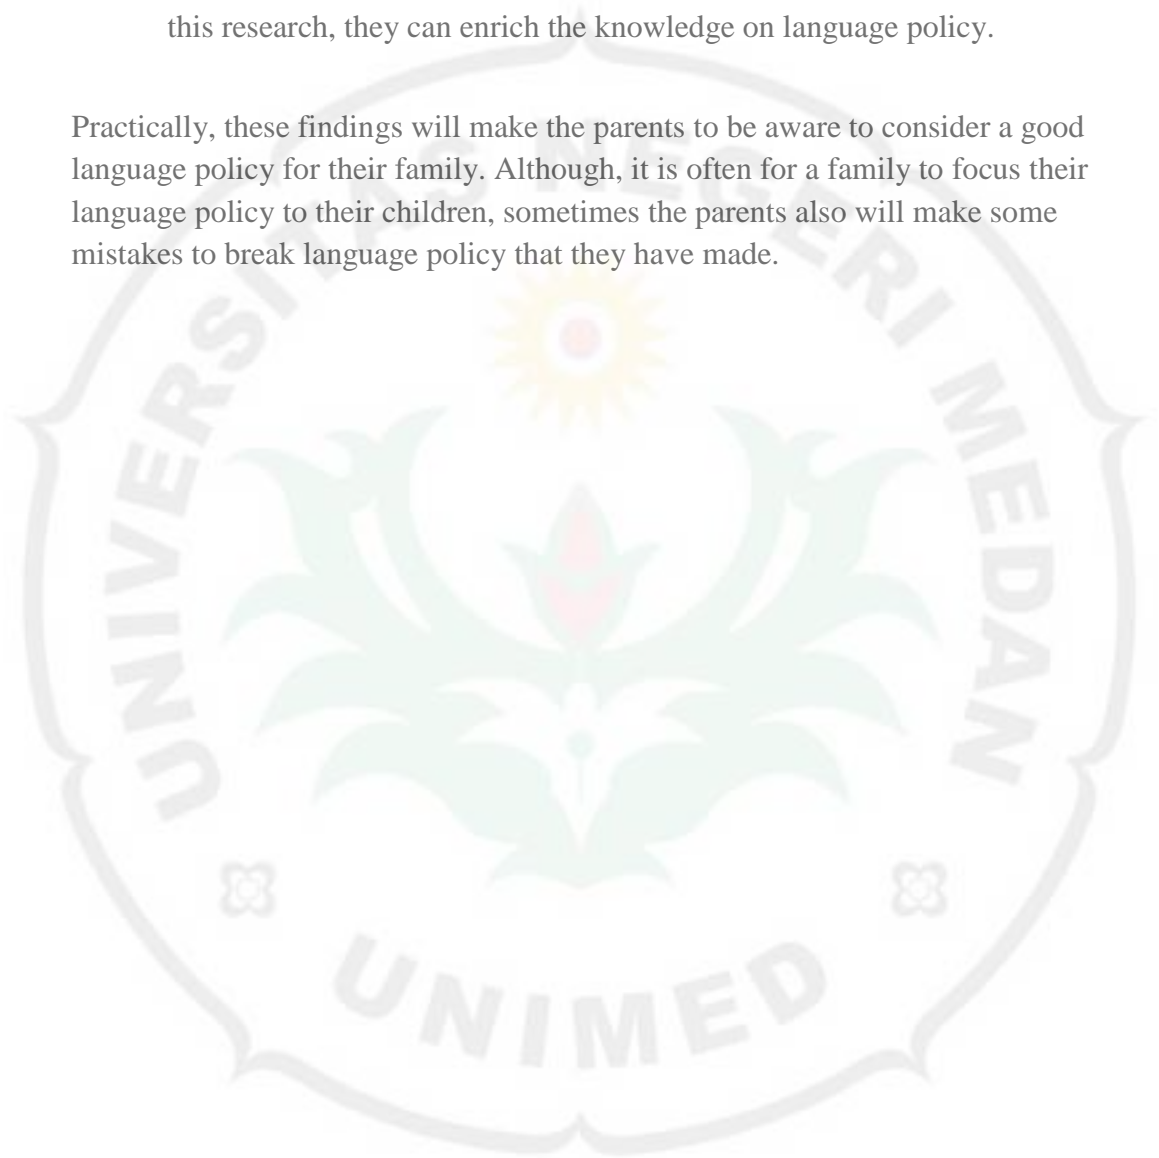 this research, they can enrich the knowledge on language policy.
Practically, these findings will make the parents to be aware to consider a good
language policy for their family. Although, it is often for a family to focus their
language policy to their children, sometimes the parents also will make some
mistakes to break language policy that they have made.
UNIVERSITAS NEGERI MEDAN
UNIMED